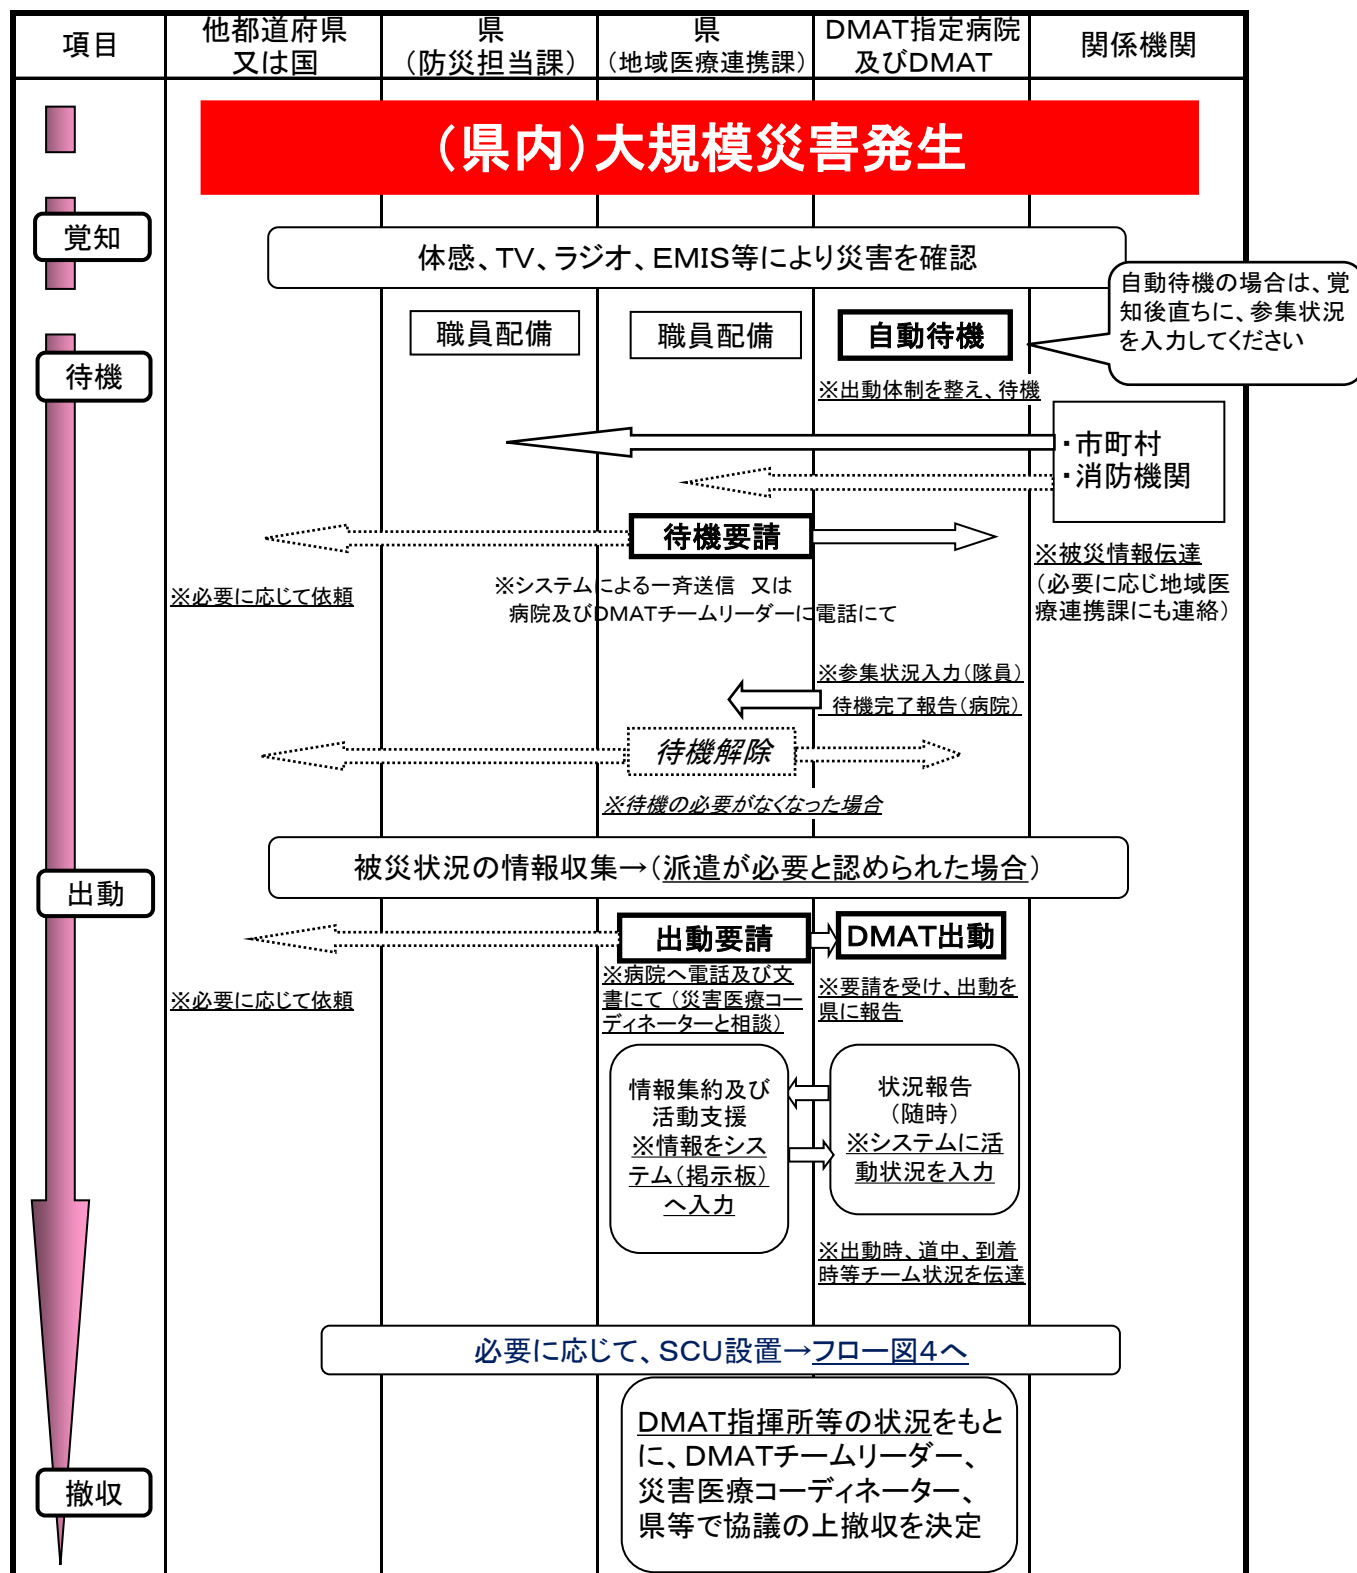 項目
他都道府県
又は国
県
（防災担当課）
県
（地域医療連携課）
DMAT指定病院
及びDMAT
関係機関
（県内）大規模災害発生
覚知
体感、TV、ラジオ、EMIS等により災害を確認
自動待機の場合は、覚
知後直ちに、参集状況
を入力してください
職員配備
職員配備
自動待機
待機
※出動体制を整え、待機
・市町村
・消防機関
待機要請
※被災情報伝達
（必要に応じ地域医
療連携課にも連絡）
※必要に応じて依頼
※システムによる一斉送信　又は
病院及びDMATチームリーダーに電話にて
※参集状況入力（隊員）
待機完了報告（病院）
待機解除
※待機の必要がなくなった場合
被災状況の情報収集→（派遣が必要と認められた場合）
出動
出動要請
DMAT出動
※必要に応じて依頼
※病院へ電話及び文
書にて（災害医療コー
ディネーターと相談）
※要請を受け、出動を
県に報告
情報集約及び
活動支援
※情報をシス
テム（掲示板）
へ入力
状況報告
（随時）
※システムに活
動状況を入力
※出動時、道中、到着
時等チーム状況を伝達
必要に応じて、SCU設置→フロー図4へ
DMAT指揮所等の状況をもと
に、DMATチームリーダー、
災害医療コーディネーター、
県等で協議の上撤収を決定
撤収